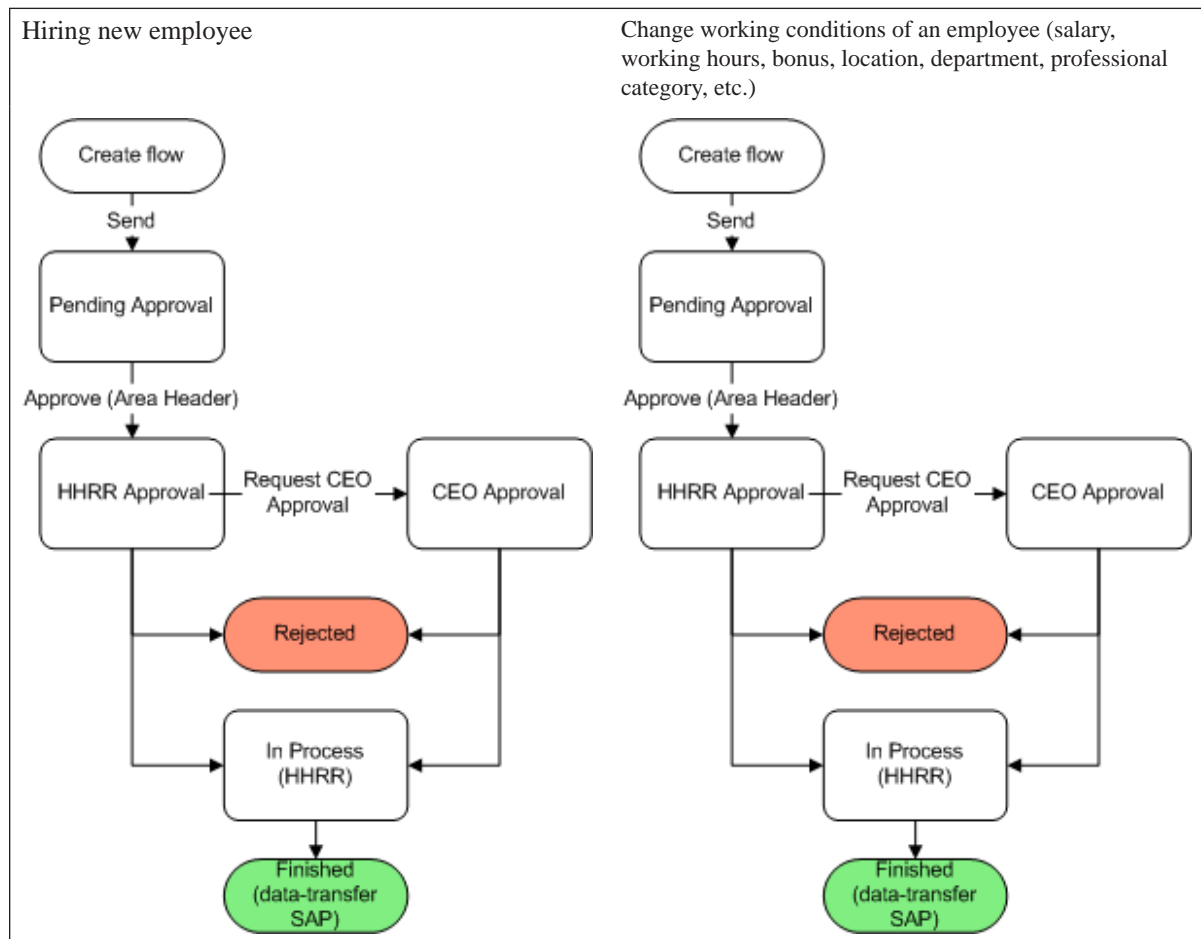 Hiring new employee
Change working conditions of an employee (salary,
working hours, bonus, location, department, professional
category, etc.)
Create flow
Send
Pending Approval
Approve (Area Header)
HHRR Approval
Request CEO
Approval
CEO Approval
Rejected
In Process
(HHRR)
Finished
(data-transfer
SAP)
Create flow
Send
Pending Approval
Approve (Area Header)
HHRR Approval
Request CEO
Approval
CEO Approval
Rejected
In Process
(HHRR)
Finished
(data-transfer
SAP)